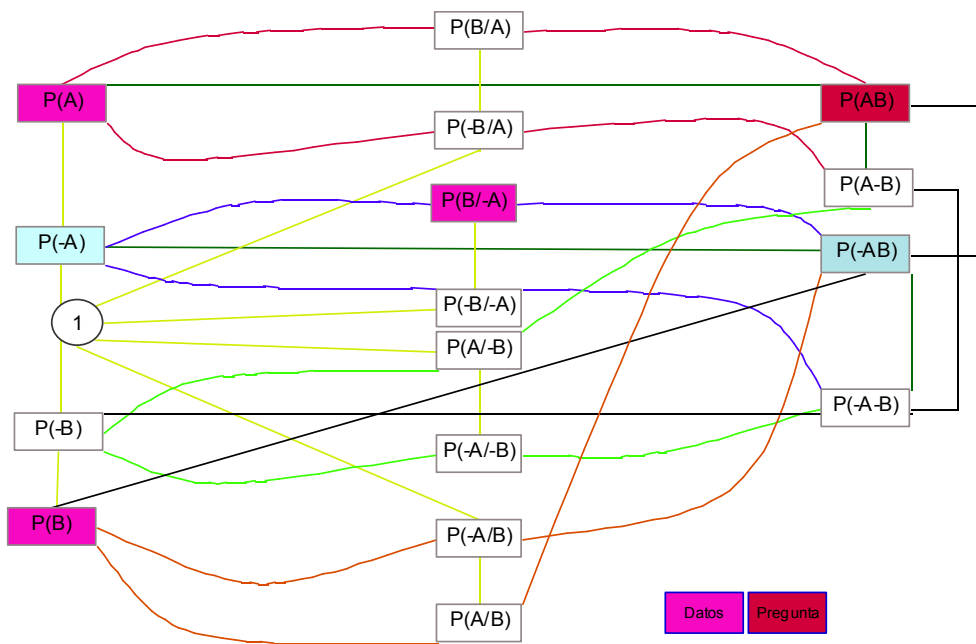 P(B/A)
P(A)
P(AB)
P(-B/A)
P(A-B)
P(B/-A)
P(-A)
P(-AB)
P(-B/-A)
1
P(A/-B)
P(-A-B)
P(-B)
P(-A/-B)
P(B)
P(-A/B)
P(A/B)
Datos
Pregunta